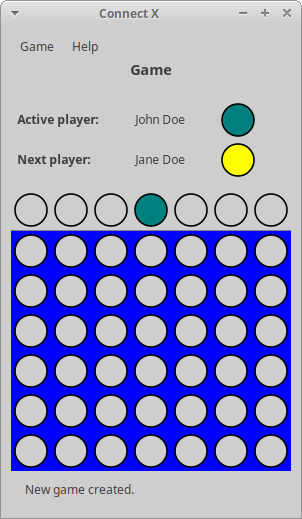 Connect X
Game Help
Game
Active player: John Doe
Next player: Jane Doe
New game created.